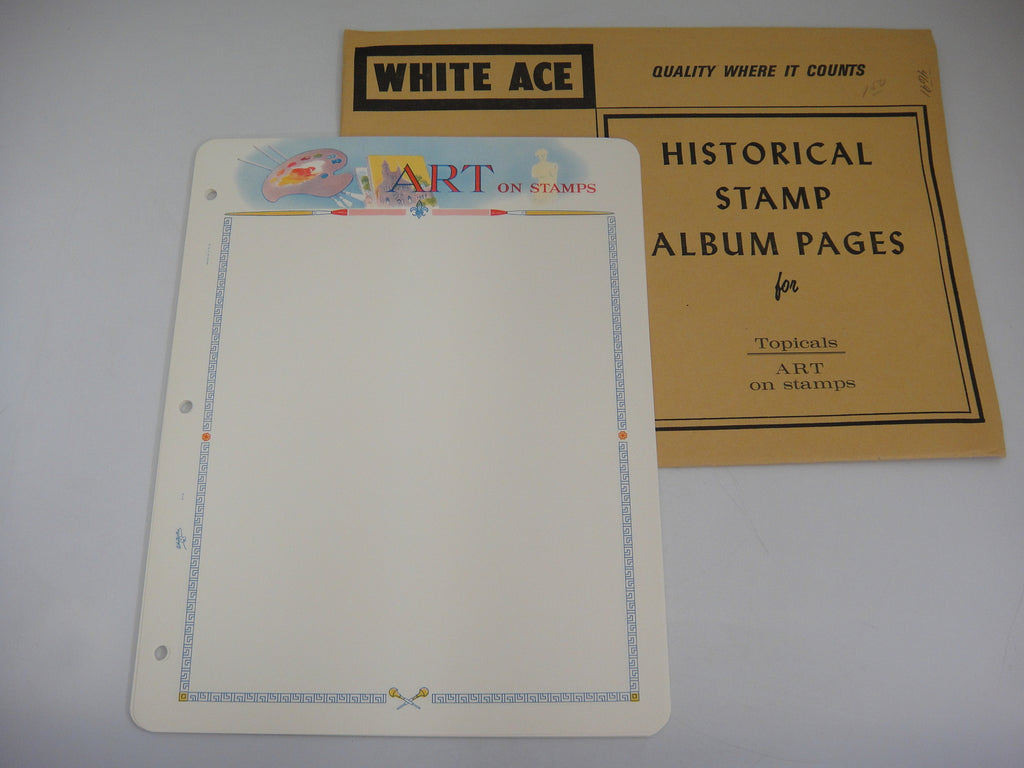 WHITE ACE
QUALITY WHERE IT COUNTS
HISTORICAL
STAMP
ALBUM PAGES
for
Topicals
ART
on stamps
ART ON STAMPS